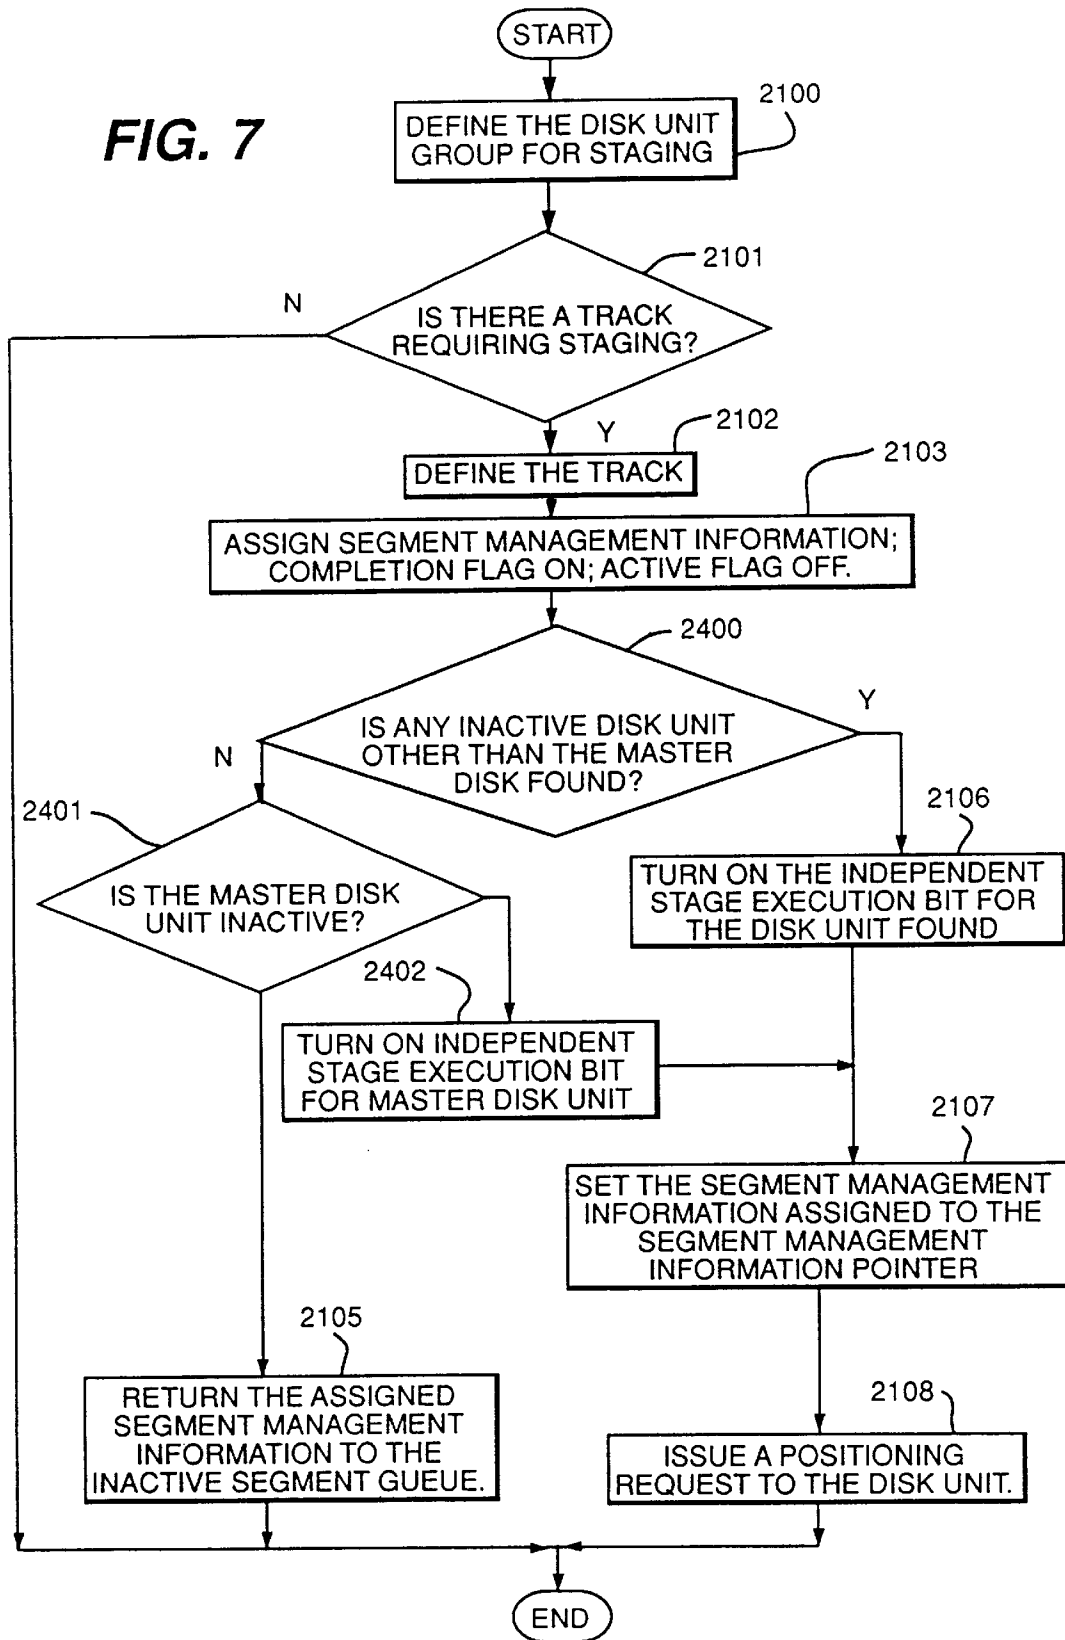 START
FIG. 7
2100
DEFINE THE DISK UNIT
GROUP FOR STAGING
2101
N
IS THERE A TRACK
REQUIRING STAGING?
Y
2102
DEFINE THE TRACK
2103
ASSIGN SEGMENT MANAGEMENT INFORMATION;
COMPLETION FLAG ON; ACTIVE FLAG OFF.
2400
IS ANY INACTIVE DISK UNIT
OTHER THAN THE MASTER
DISK FOUND?
Y
N
2401
IS THE MASTER DISK
UNIT INACTIVE?
2106
TURN ON THE INDEPENDENT
STAGE EXECUTION BIT FOR
THE DISK UNIT FOUND
2402
TURN ON INDEPENDENT
STAGE EXECUTION BIT
FOR MASTER DISK UNIT
2107
SET THE SEGMENT MANAGEMENT
INFORMATION ASSIGNED TO THE
SEGMENT MANAGEMENT
INFORMATION POINTER
2105
RETURN THE ASSIGNED
SEGMENT MANAGEMENT
INFORMATION TO THE
INACTIVE SEGMENT GUEUE.
2108
ISSUE A POSITIONING
REQUEST TO THE DISK UNIT.
END